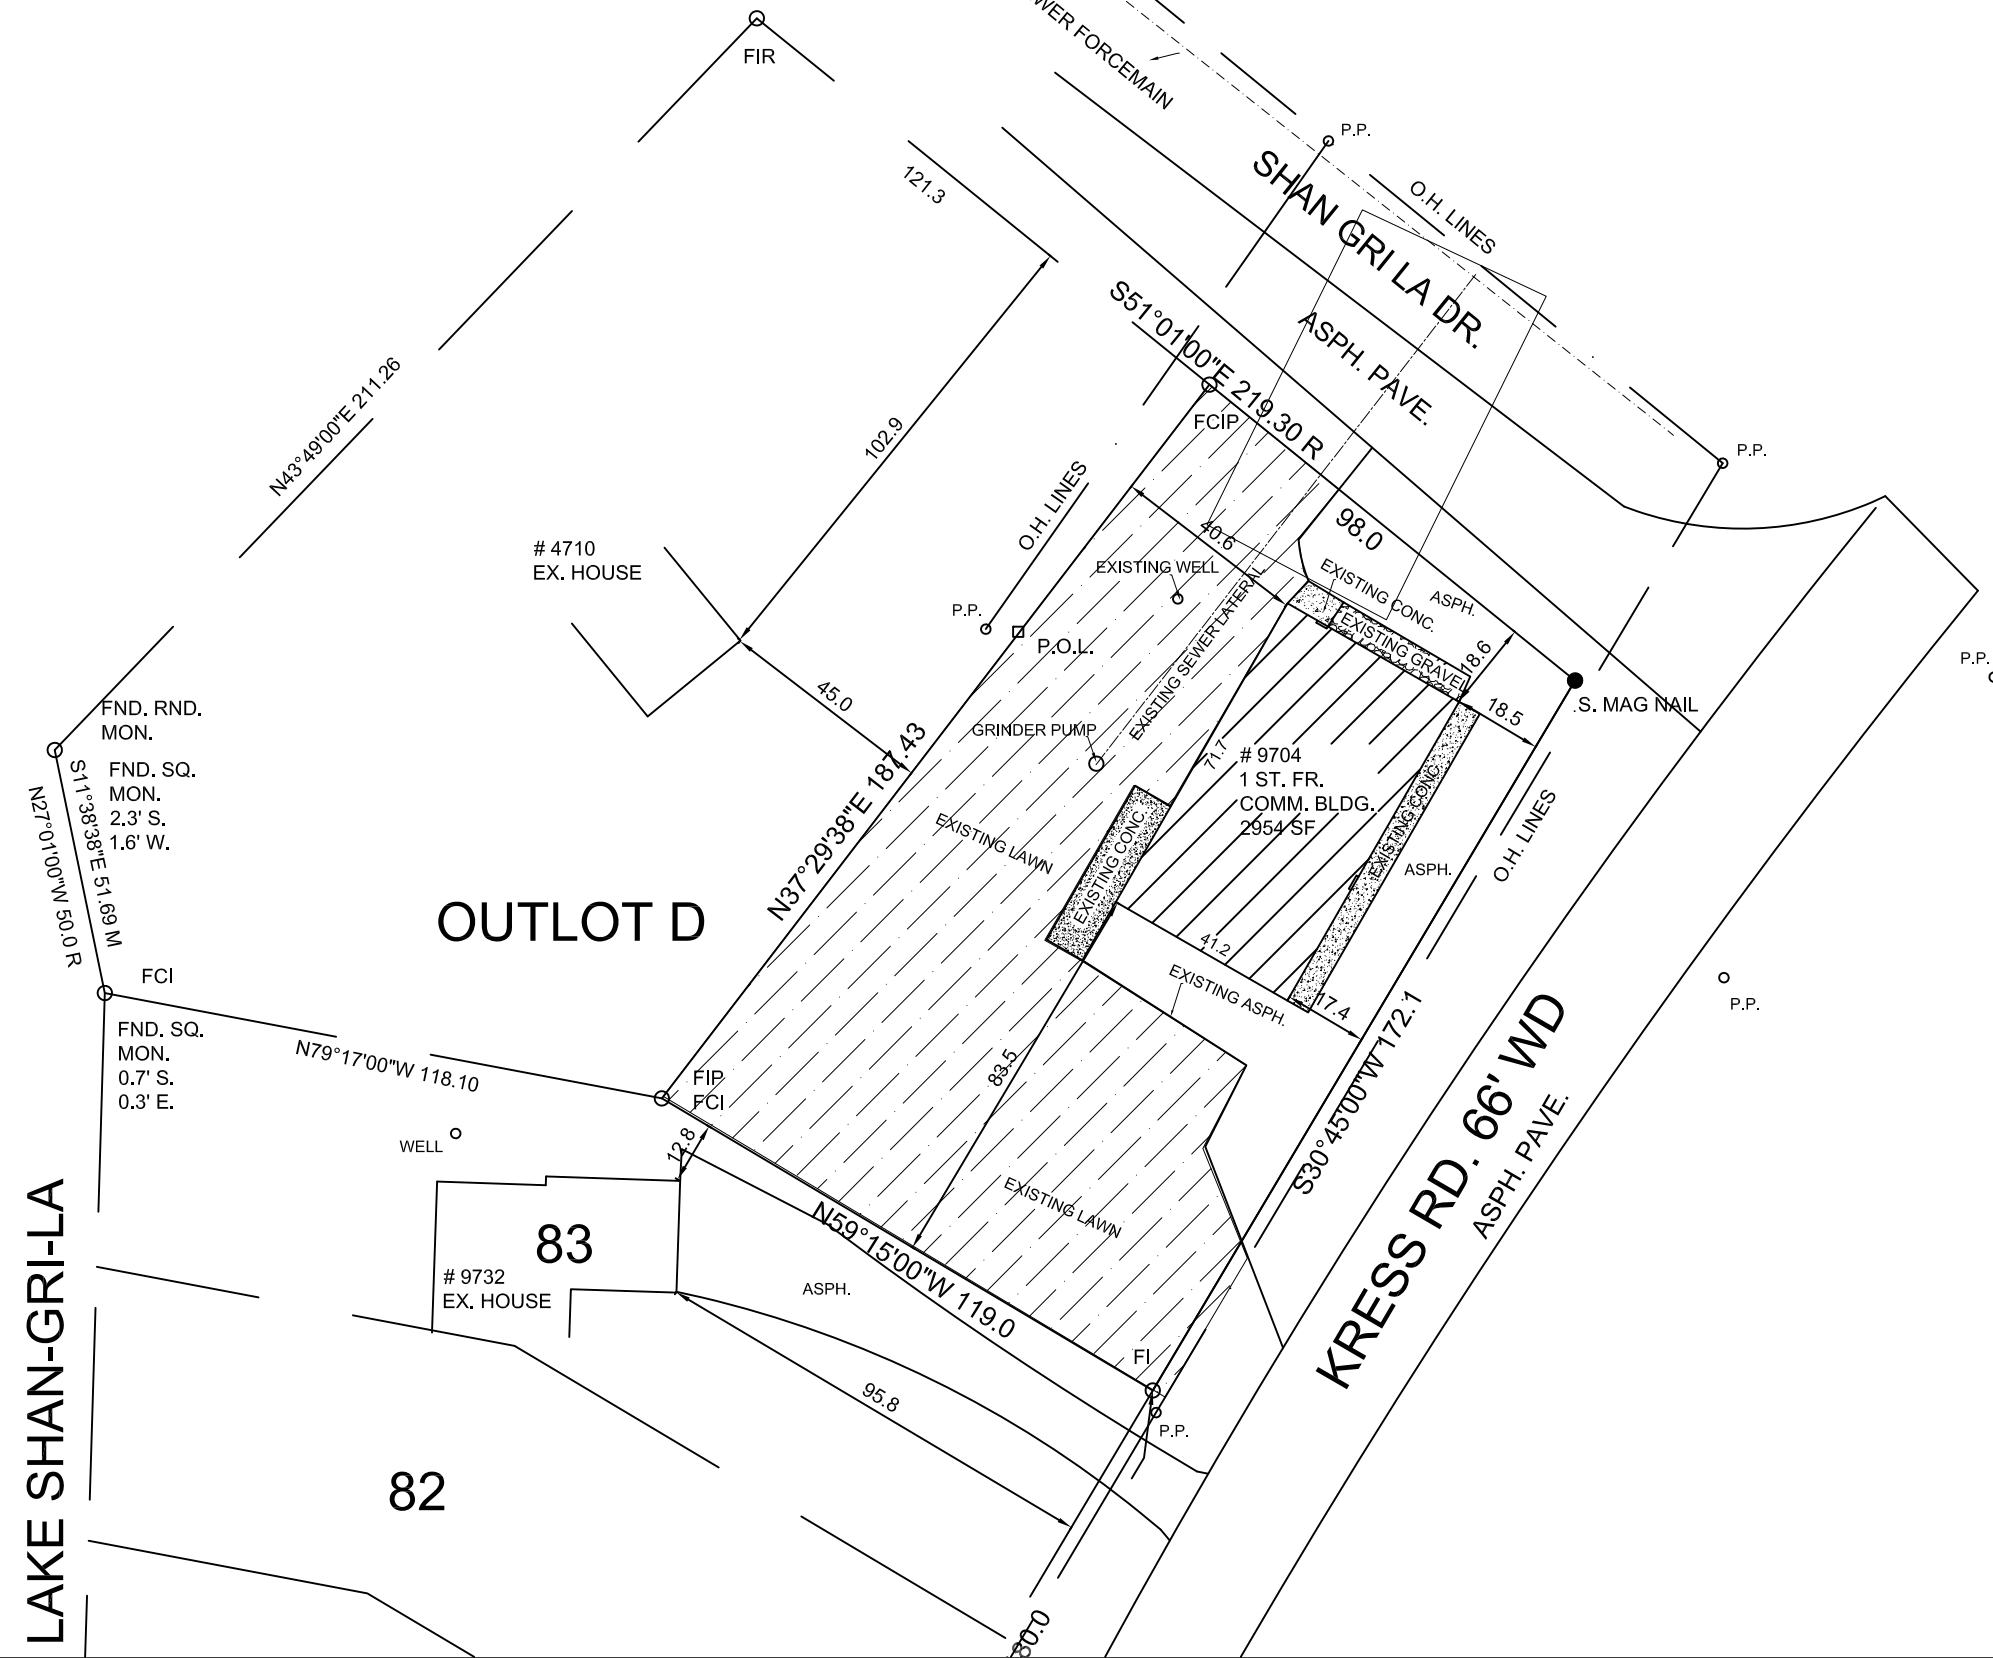 FIR
WER FORCEMAIN
P.P.
SHAN GRI LA DR.
O.H. LINES
ASPH. PAVE.
121.3
S51°01'00"E 219.30 R
FCIP
102.9
N43°49'00"E 211.26
98.0
P.P.
O.H. LINES
40.6
# 4710
EX. HOUSE
EXISTING WELL
EXISTING CONC.
ASPH.
EXISTING GRAVEL
18.6
P.P.
P.O.L.
EXISTING SEWER LATERAL
P.P.
45.0
18.5
S. MAG NAIL
FND. RND.
MON.
FND. SQ.
MON.
2.3' S.
1.6' W.
S11°38'38"E 51.69 M
N27°01'00"W 50.0 R
GRINDER PUMP
71.7
# 9704
1 ST. FR.
COMM. BLDG.
2954 SF
N37°29'38"E 187.43
EXISTING LAWN
EXISTING CONC.
EXISTING CONC.
ASPH.
O.H. LINES
OUTLOT D
41.2
EXISTING ASPH.
17.4
FCI
P.P.
FND. SQ.
MON.
0.7' S.
0.3' E.
N79°17'00"W 118.10
FIP
FCI
83.5
S30°45'00"W 172.1
KRESS RD. 66' WD
ASPH. PAVE.
WELL
12.8
EXISTING LAWN
83
N59°15'00"W 119.0
# 9732
EX. HOUSE
ASPH.
FI
P.P.
95.8
LAKE SHAN-GRI-LA
82
80.0